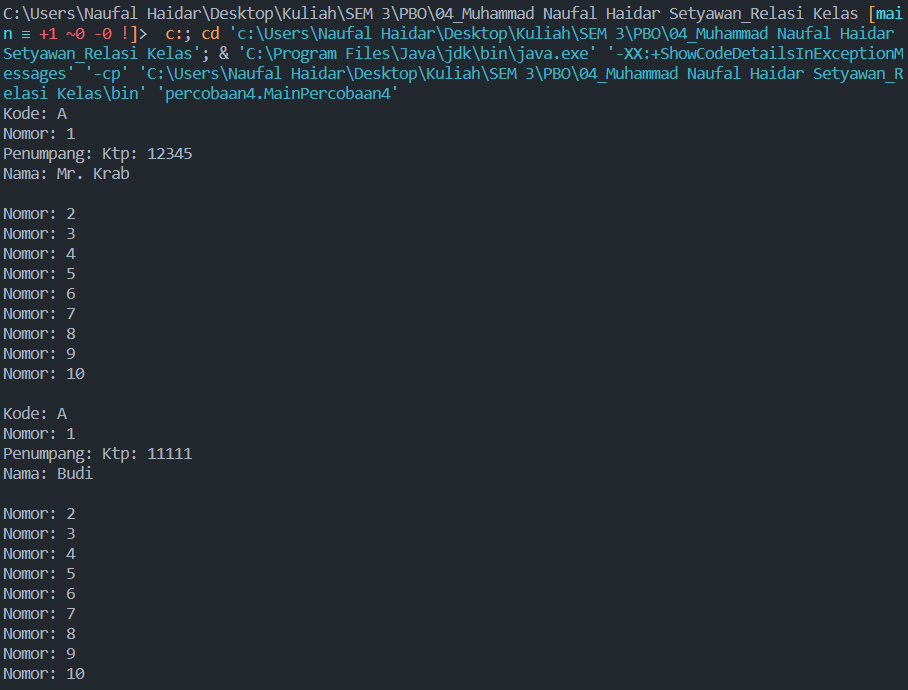 C:\Users\Naufal Haidar\Desktop\Kuliah\SEM 3\PBO\04_Muhammad Naufal Haidar Setyawan_Relasi Kelas [mai
n ≡ +1 ~0 -0 !]>  c:; cd 'c:\Users\Naufal Haidar\Desktop\Kuliah\SEM 3\PBO\04_Muhammad Naufal Haidar
Setyawan_Relasi Kelas'; & 'C:\Program Files\Java\jdk\bin\java.exe' '-XX:+ShowCodeDetailsInExceptionM
essages' '-cp' 'C:\Users\Naufal Haidar\Desktop\Kuliah\SEM 3\PBO\04_Muhammad Naufal Haidar Setyawan_R
elasi Kelas\bin' 'percobaan4.MainPercobaan4'
Kode: A
Nomor: 1
Penumpang: Ktp: 12345
Nama: Mr. Krab

Nomor: 2
Nomor: 3
Nomor: 4
Nomor: 5
Nomor: 6
Nomor: 7
Nomor: 8
Nomor: 9
Nomor: 10

Kode: A
Nomor: 1
Penumpang: Ktp: 11111
Nama: Budi

Nomor: 2
Nomor: 3
Nomor: 4
Nomor: 5
Nomor: 6
Nomor: 7
Nomor: 8
Nomor: 9
Nomor: 10